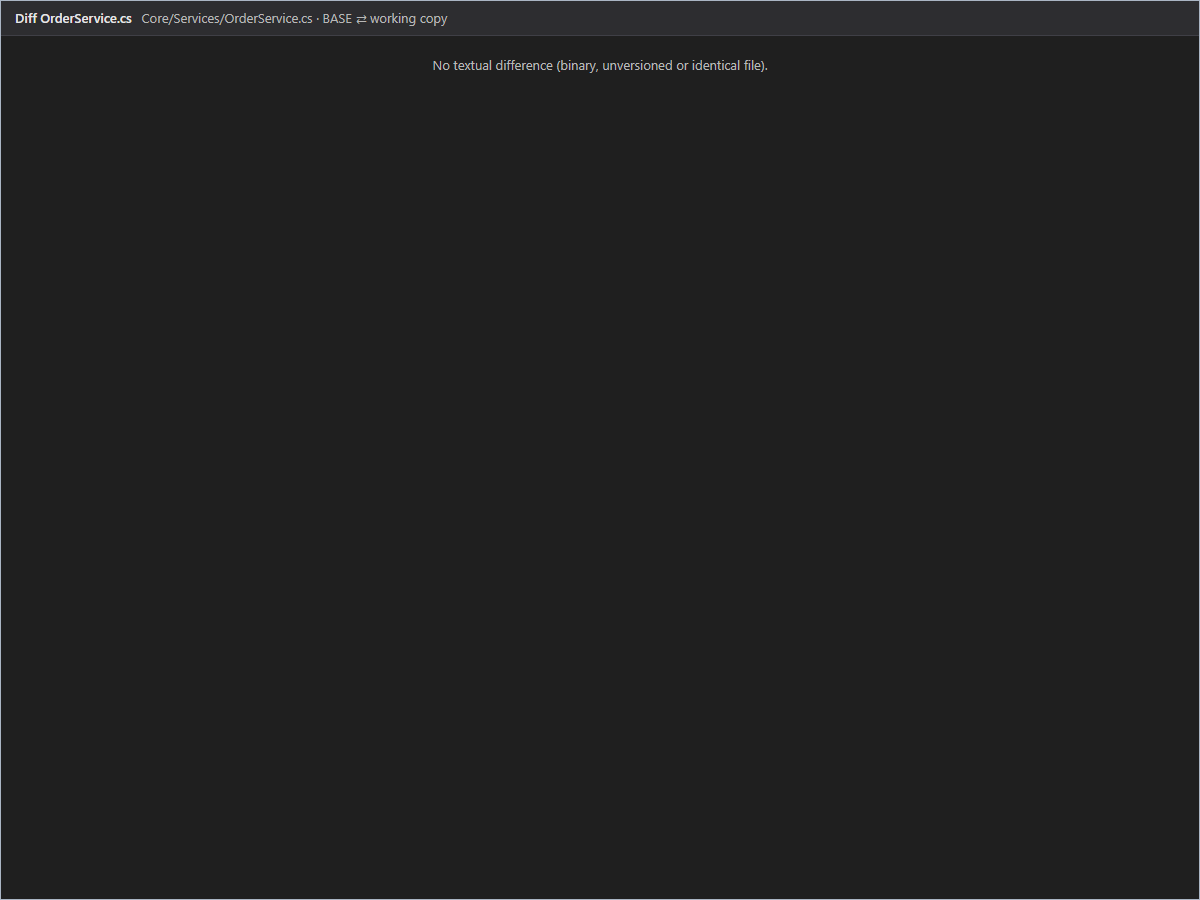 Diff OrderService.cs Core/Services/OrderService.cs · BASE ⇄ working copy
No textual difference (binary, unversioned or identical file).